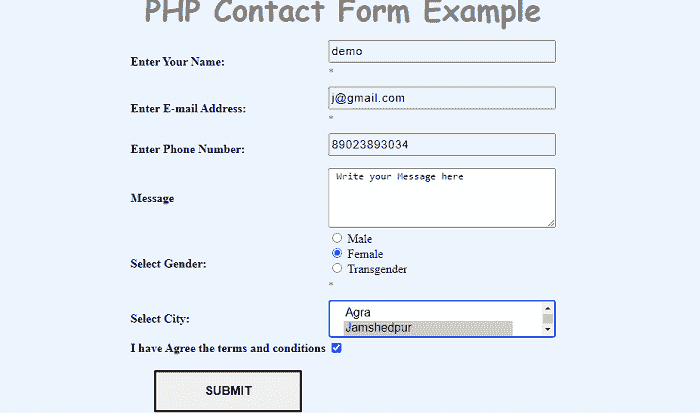 PHP Contact Form Example
Enter Your Name:
demo
*
Enter E-mail Address:
j@gmail.com
*
Enter Phone Number:
89023893034
Message
Write your Message here
Select Gender:
Male
Female
Transgender
*
Select City:
Agra
Jamshedpur
I have Agree the terms and conditions
SUBMIT